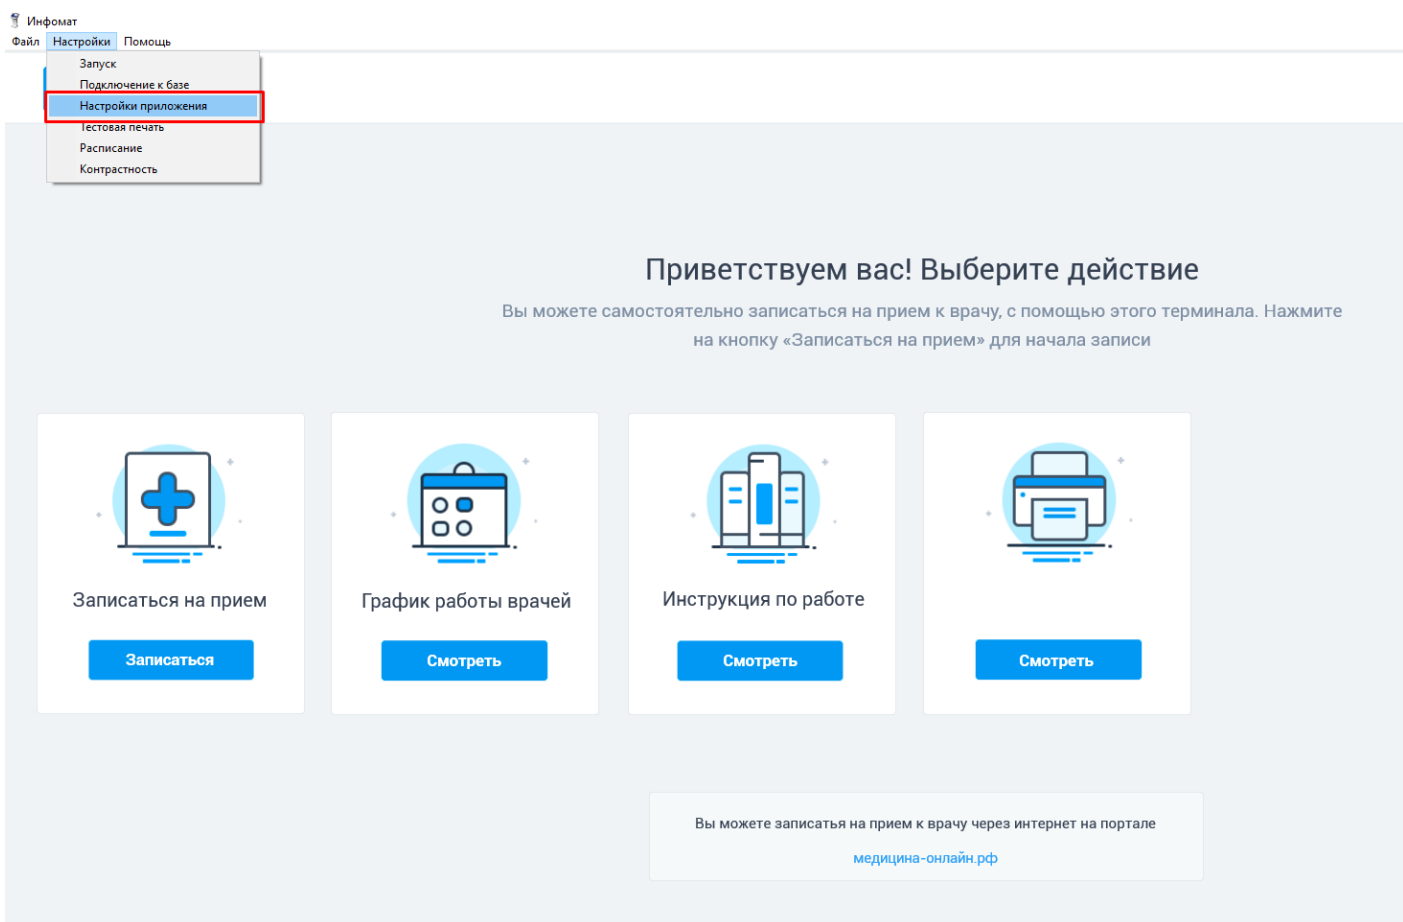 Инфомат
Файл Настройки Помощь
Запуск
Подключение к базе
Настройки приложения
Тестовая печать
Расписание
Контрастность
Приветствуем вас! Выберите действие
Вы можете самостоятельно записаться на прием к врачу, с помощью этого терминала. Нажмите
на кнопку «Записаться на прием» для начала записи
Записаться на прием
Записаться
График работы врачей
Смотреть
Инструкция по работе
Смотреть
Смотреть
Вы можете записатья на прием к врачу через интернет на портале
медицина-онлайн.рф